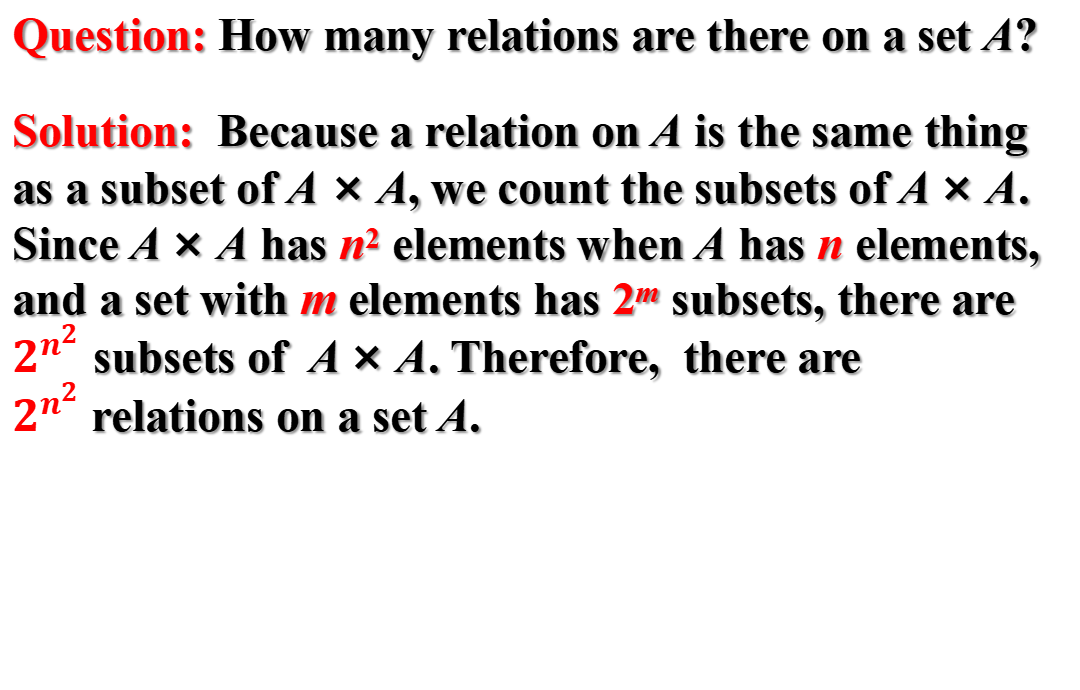 Question: How many relations are there on a set A?
Solution: Because a relation on A is the same thing
as a subset of A × A, we count the subsets of A × A.
Since A × A has n² elements when A has n elements,
and a set with m elements has 2ᵐ subsets, there are
2^{n^2} subsets of A × A. Therefore, there are
2^{n^2} relations on a set A.